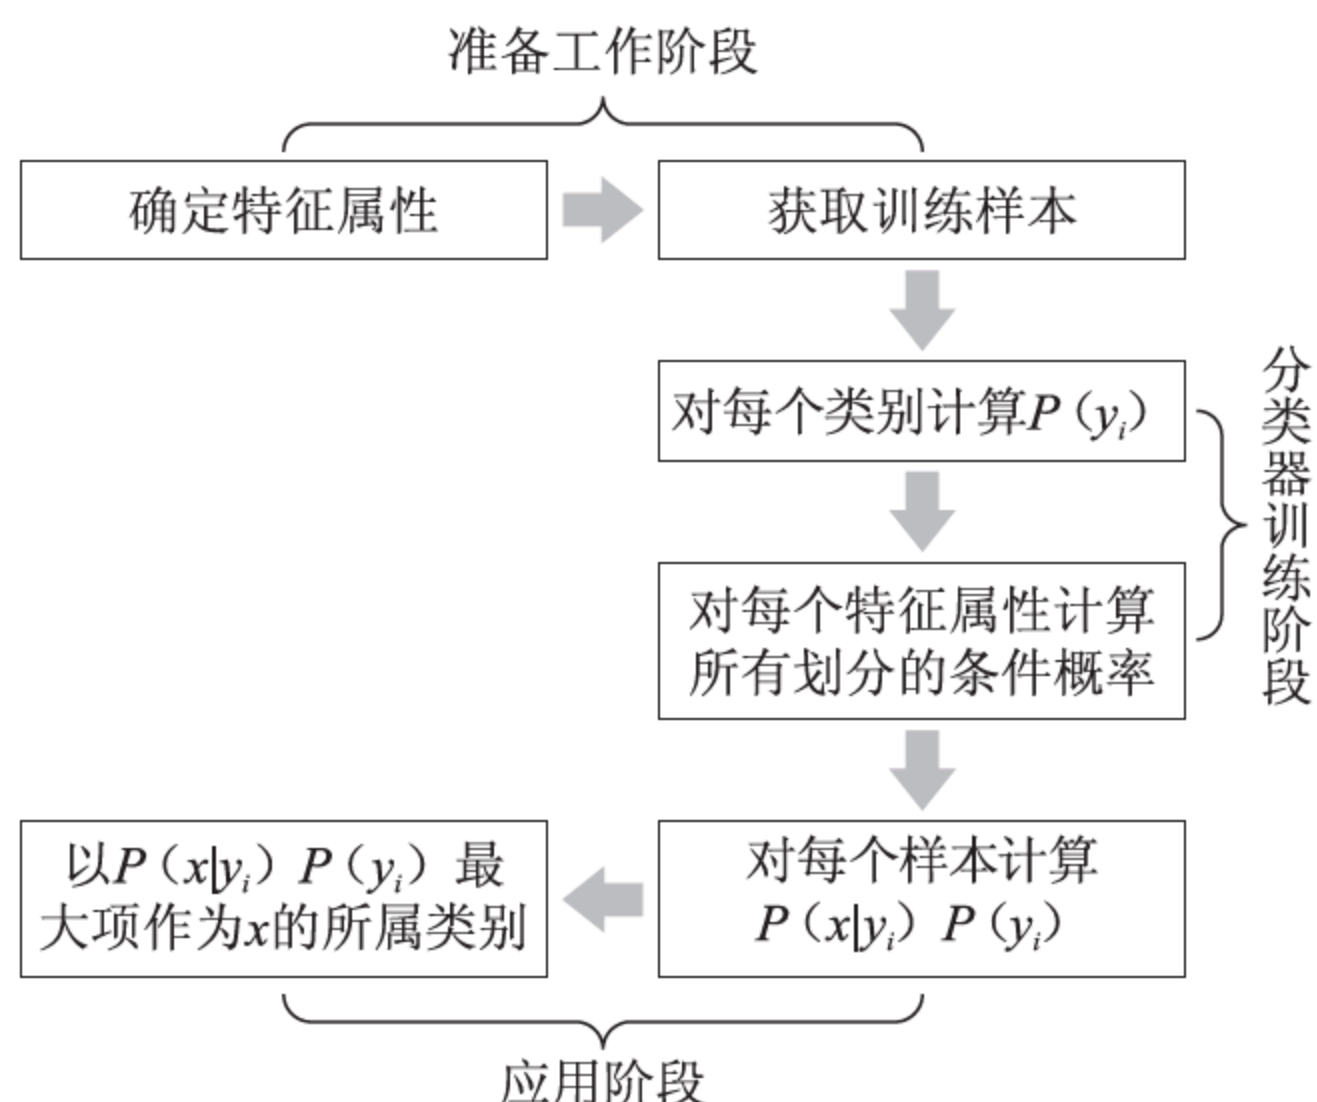 准备工作阶段
确定特征属性
获取训练样本
对每个类别计算P（yᵢ）
分类器训练阶段
对每个特征属性计算
所有划分的条件概率
对每个样本计算
P（x|yᵢ）P（yᵢ）
以P（x|yᵢ）P（yᵢ）最
大项作为x的所属类别
应用阶段